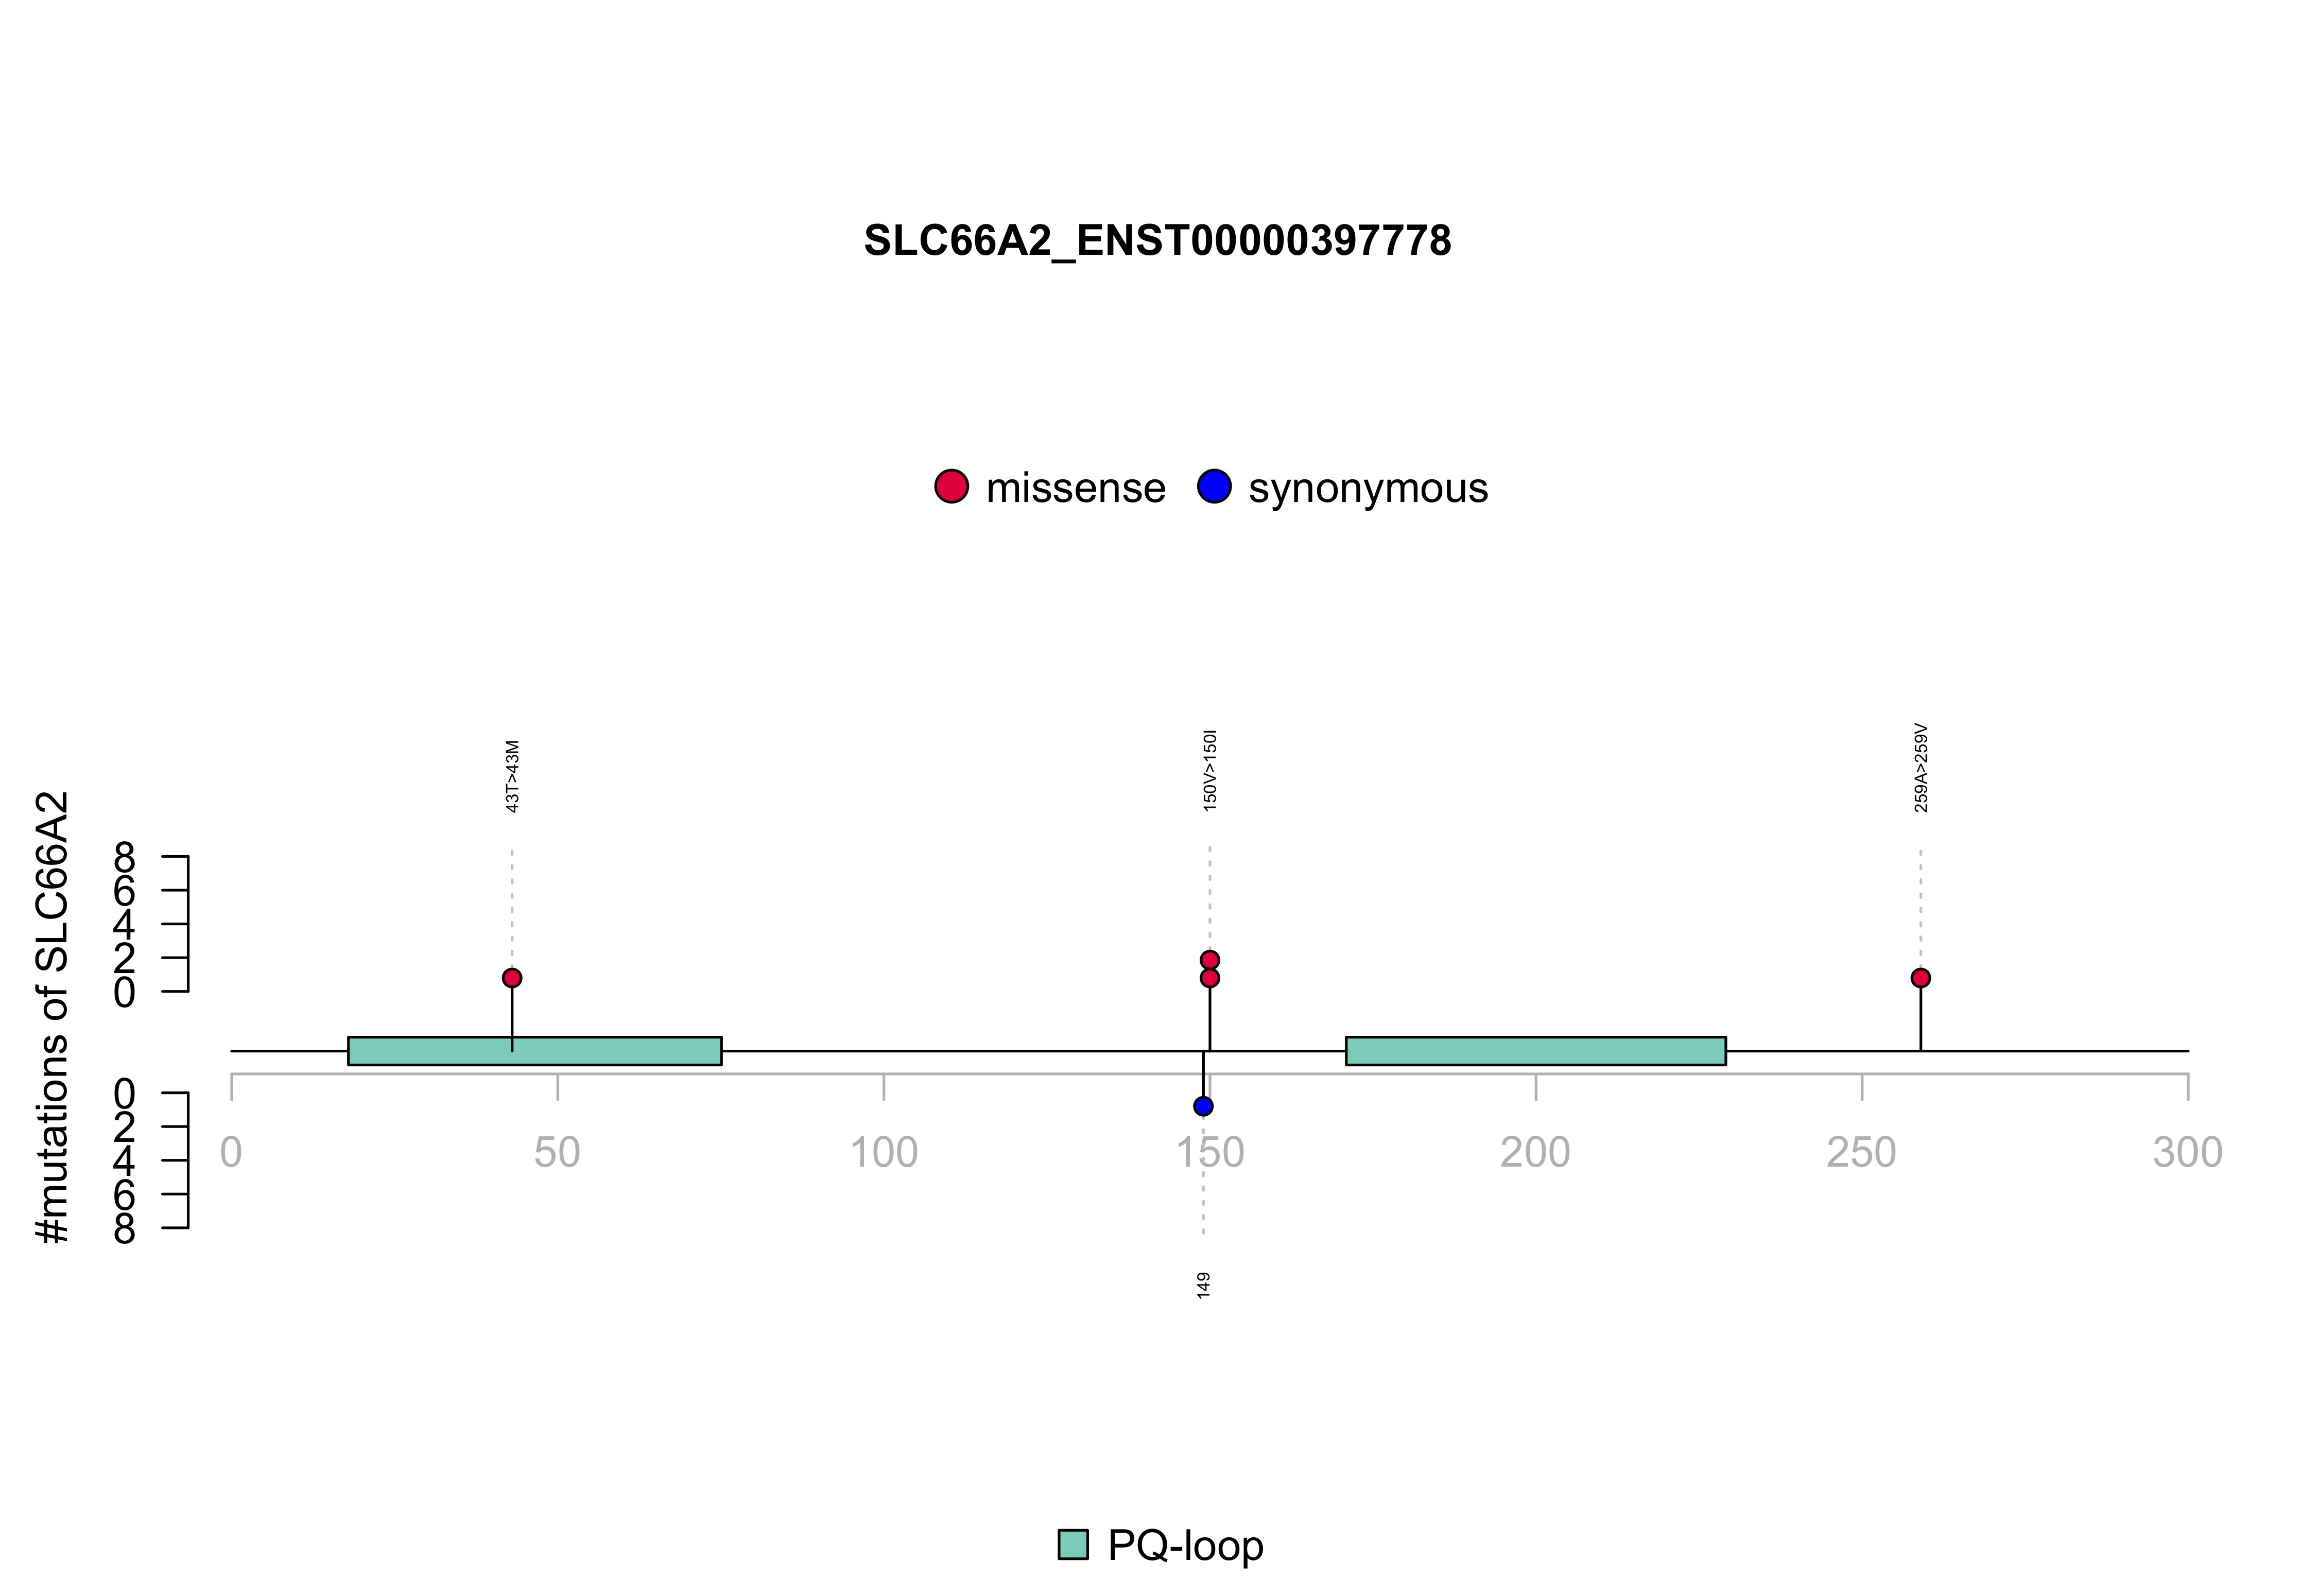 SLC66A2_ENST00000397778
missense synonymous
43T>43M 150V>150I 259A>259V
#mutations of SLC66A2
8
6
4
2
0
0
2
4
6
8
0 50 100 150 200 250 300
149
PQ-loop